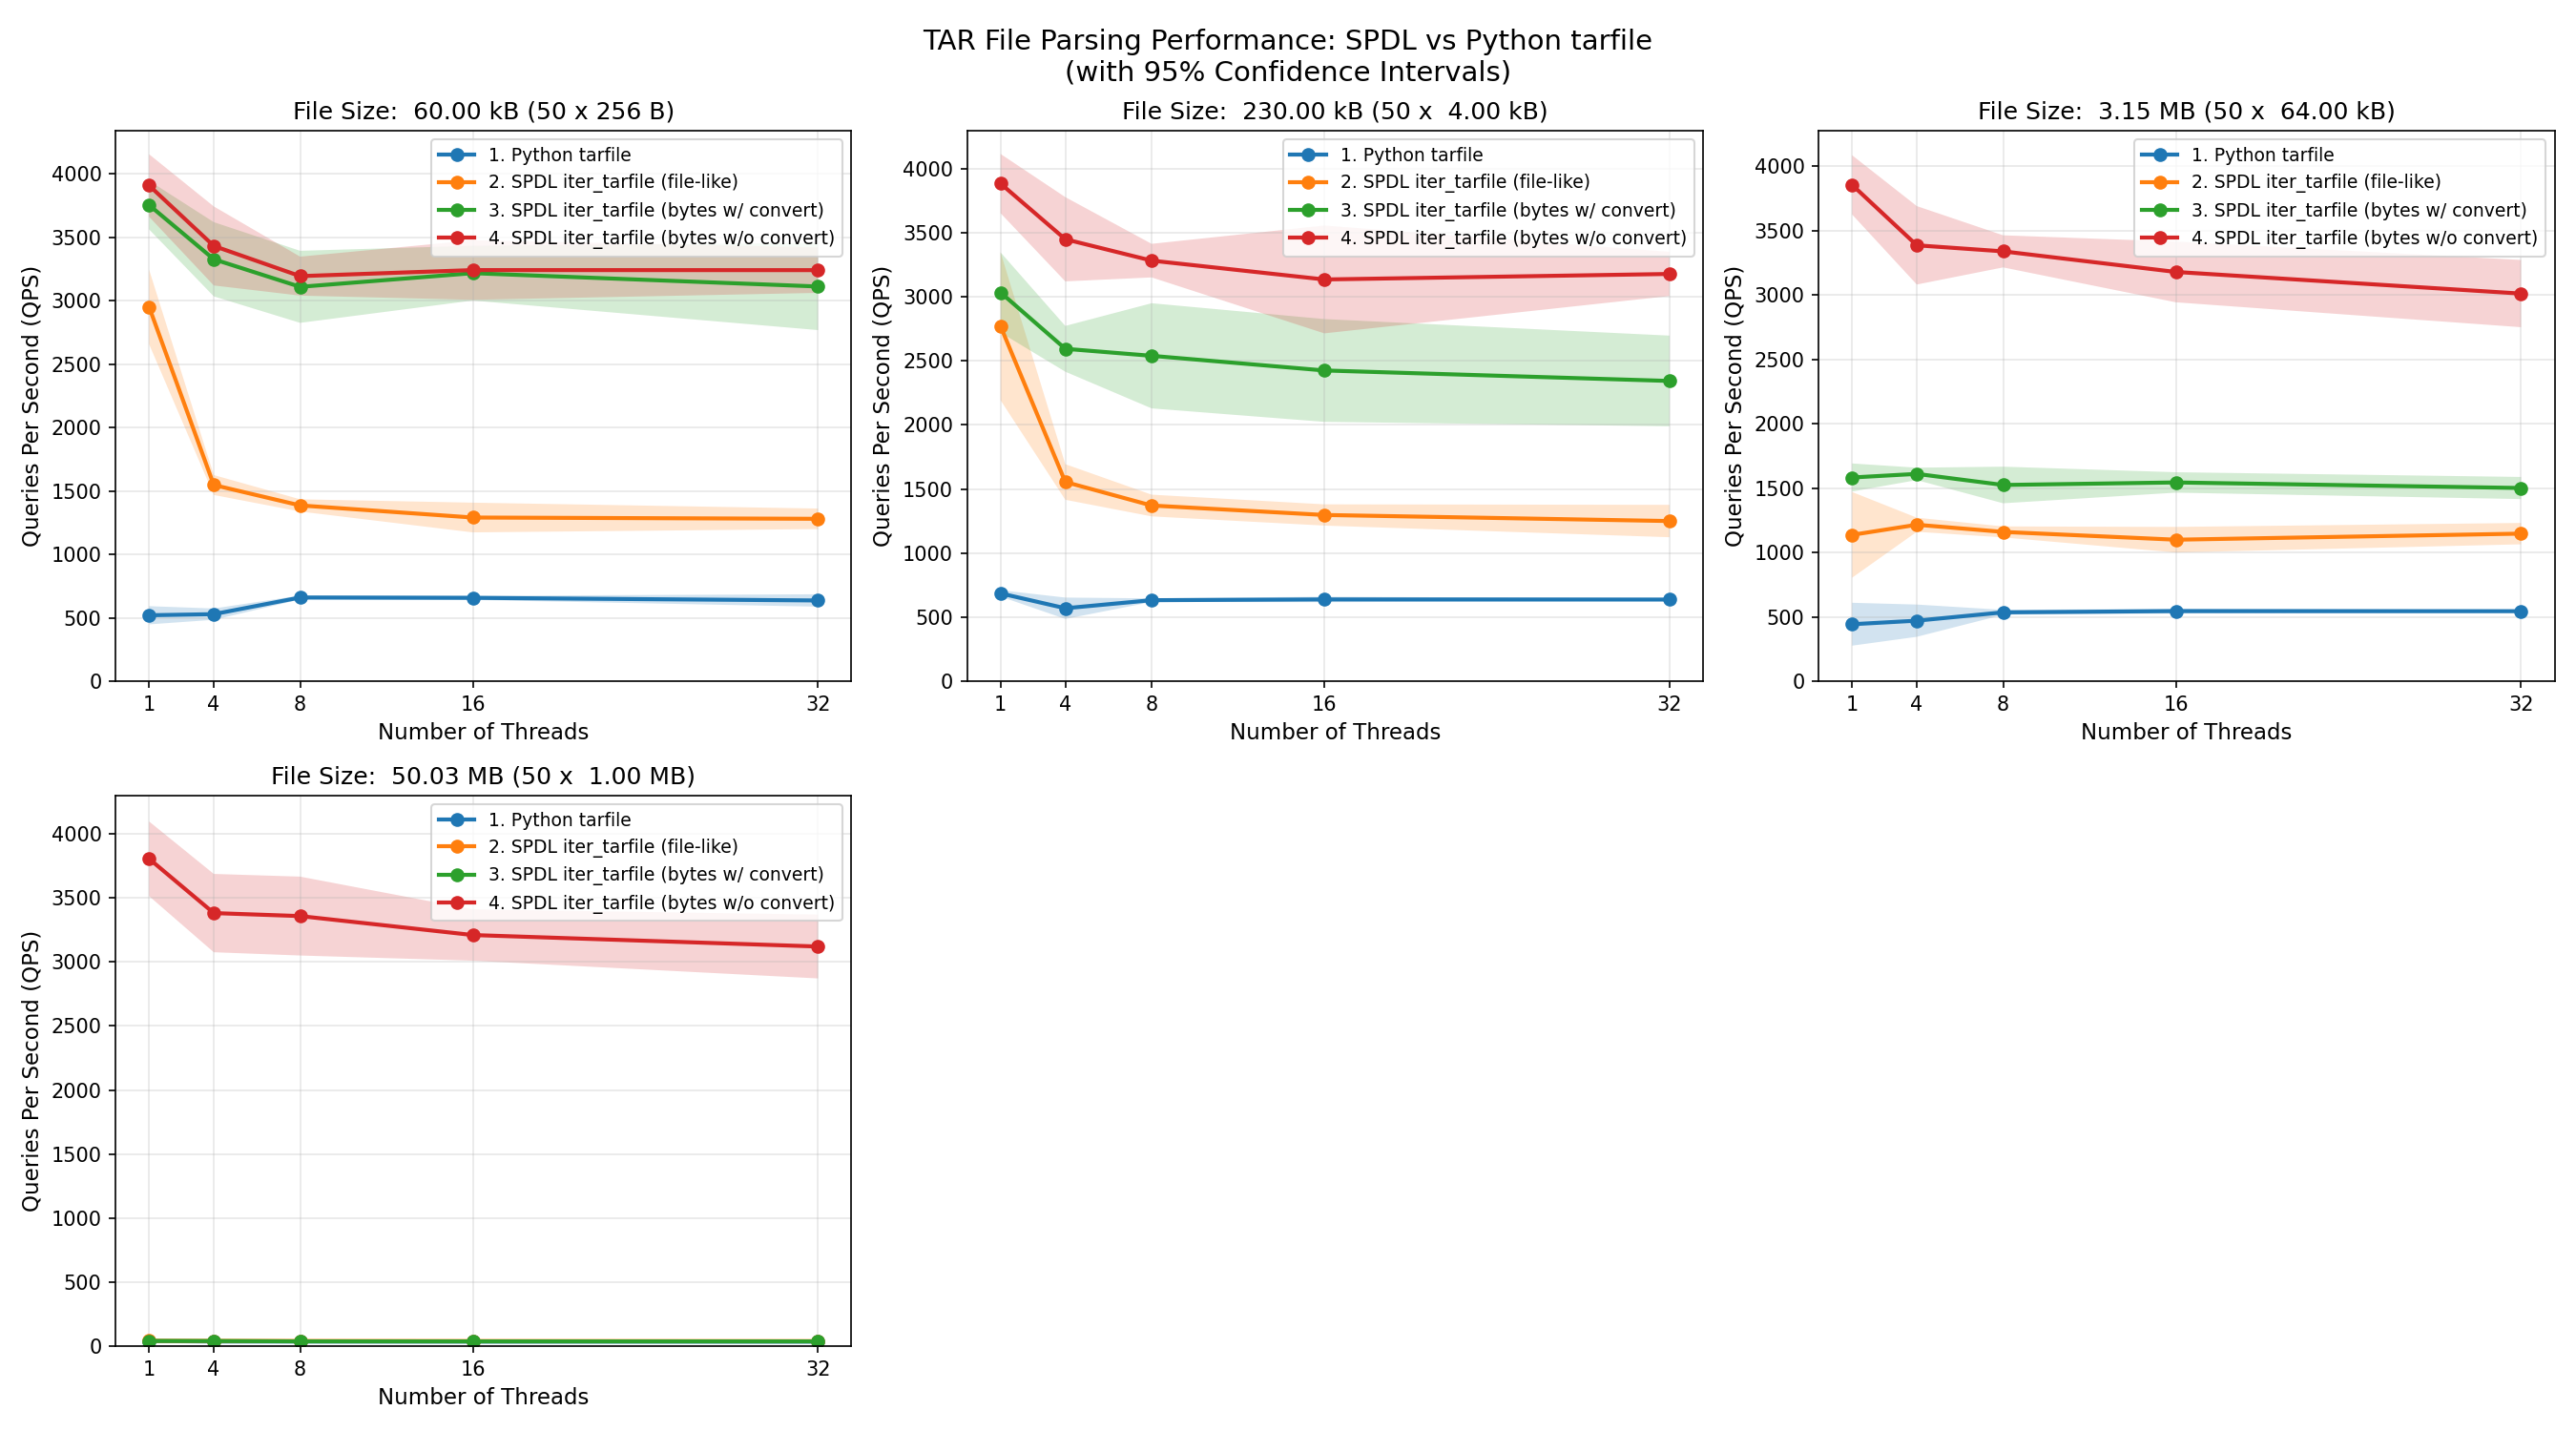 TAR File Parsing Performance: SPDL vs Python tarfile
(with 95% Confidence Intervals)
File Size:  60.00 kB (50 x 256 B)
Queries Per Second (QPS)
4000
3500
3000
2500
2000
1500
1000
500
0
1. Python tarfile
2. SPDL iter_tarfile (file-like)
3. SPDL iter_tarfile (bytes w/ convert)
4. SPDL iter_tarfile (bytes w/o convert)
1 4 8 16 32
Number of Threads
File Size:  230.00 kB (50 x  4.00 kB)
Queries Per Second (QPS)
4000
3500
3000
2500
2000
1500
1000
500
0
1. Python tarfile
2. SPDL iter_tarfile (file-like)
3. SPDL iter_tarfile (bytes w/ convert)
4. SPDL iter_tarfile (bytes w/o convert)
1 4 8 16 32
Number of Threads
File Size:  3.15 MB (50 x  64.00 kB)
Queries Per Second (QPS)
4000
3500
3000
2500
2000
1500
1000
500
0
1. Python tarfile
2. SPDL iter_tarfile (file-like)
3. SPDL iter_tarfile (bytes w/ convert)
4. SPDL iter_tarfile (bytes w/o convert)
1 4 8 16 32
Number of Threads
File Size:  50.03 MB (50 x  1.00 MB)
Queries Per Second (QPS)
4000
3500
3000
2500
2000
1500
1000
500
0
1. Python tarfile
2. SPDL iter_tarfile (file-like)
3. SPDL iter_tarfile (bytes w/ convert)
4. SPDL iter_tarfile (bytes w/o convert)
1 4 8 16 32
Number of Threads